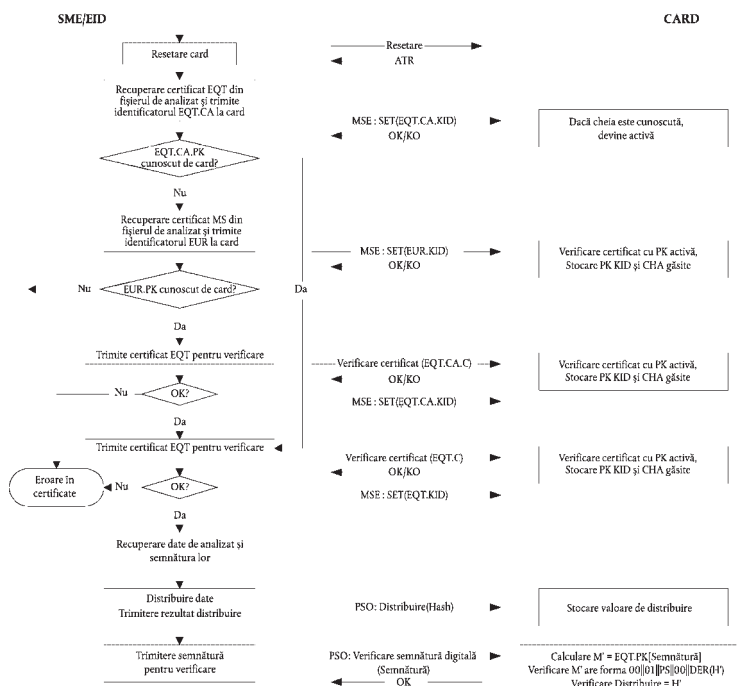 SME/EID
CARD
Resetare card
Resetare
ATR
Recuperare certificat EQT din
fișierul de analizat și trimite
identificatorul EQT.CA la card
MSE : SET(EQT.CA.KID)
OK/KO
Dacă cheia este cunoscută,
devine activă
EQT.CA.PK
cunoscut de card?
Nu
Recuperare certificat MS din
fișierul de analizat și trimite
identificatorul EUR la card
MSE : SET(EUR.KID)
OK/KO
Verificare certificat cu PK activă,
Stocare PK KID și CHA găsite
Nu
EUR.PK cunoscut de card?
Da
Da
Trimite certificat EQT pentru verificare
Verificare certificat (EQT.CA.C)
OK/KO
Verificare certificat cu PK activă,
Stocare PK KID și CHA găsite
Nu
OK?
MSE : SET(EQT.CA.KID)
Da
Trimite certificat EQT pentru verificare
Verificare certificat (EQT.C)
OK/KO
Verificare certificat cu PK activă,
Stocare PK KID și CHA găsite
Eroare în
certificate
Nu
OK?
MSE : SET(EQT.KID)
Da
Recuperare date de analizat și
semnătura lor
Distribuire date
Trimitere rezultat distribuire
PSO: Distribuire(Hash)
Stocare valoare de distribuire
Trimitere semnătură
pentru verificare
PSO: Verificare semnătură digitală
(Semnătură)
OK
Calculare M' = EQT.PK[Semnătură]
Verificare M' are forma 00||01||PS||00||DER(H')
Verificare Distribuire = H'